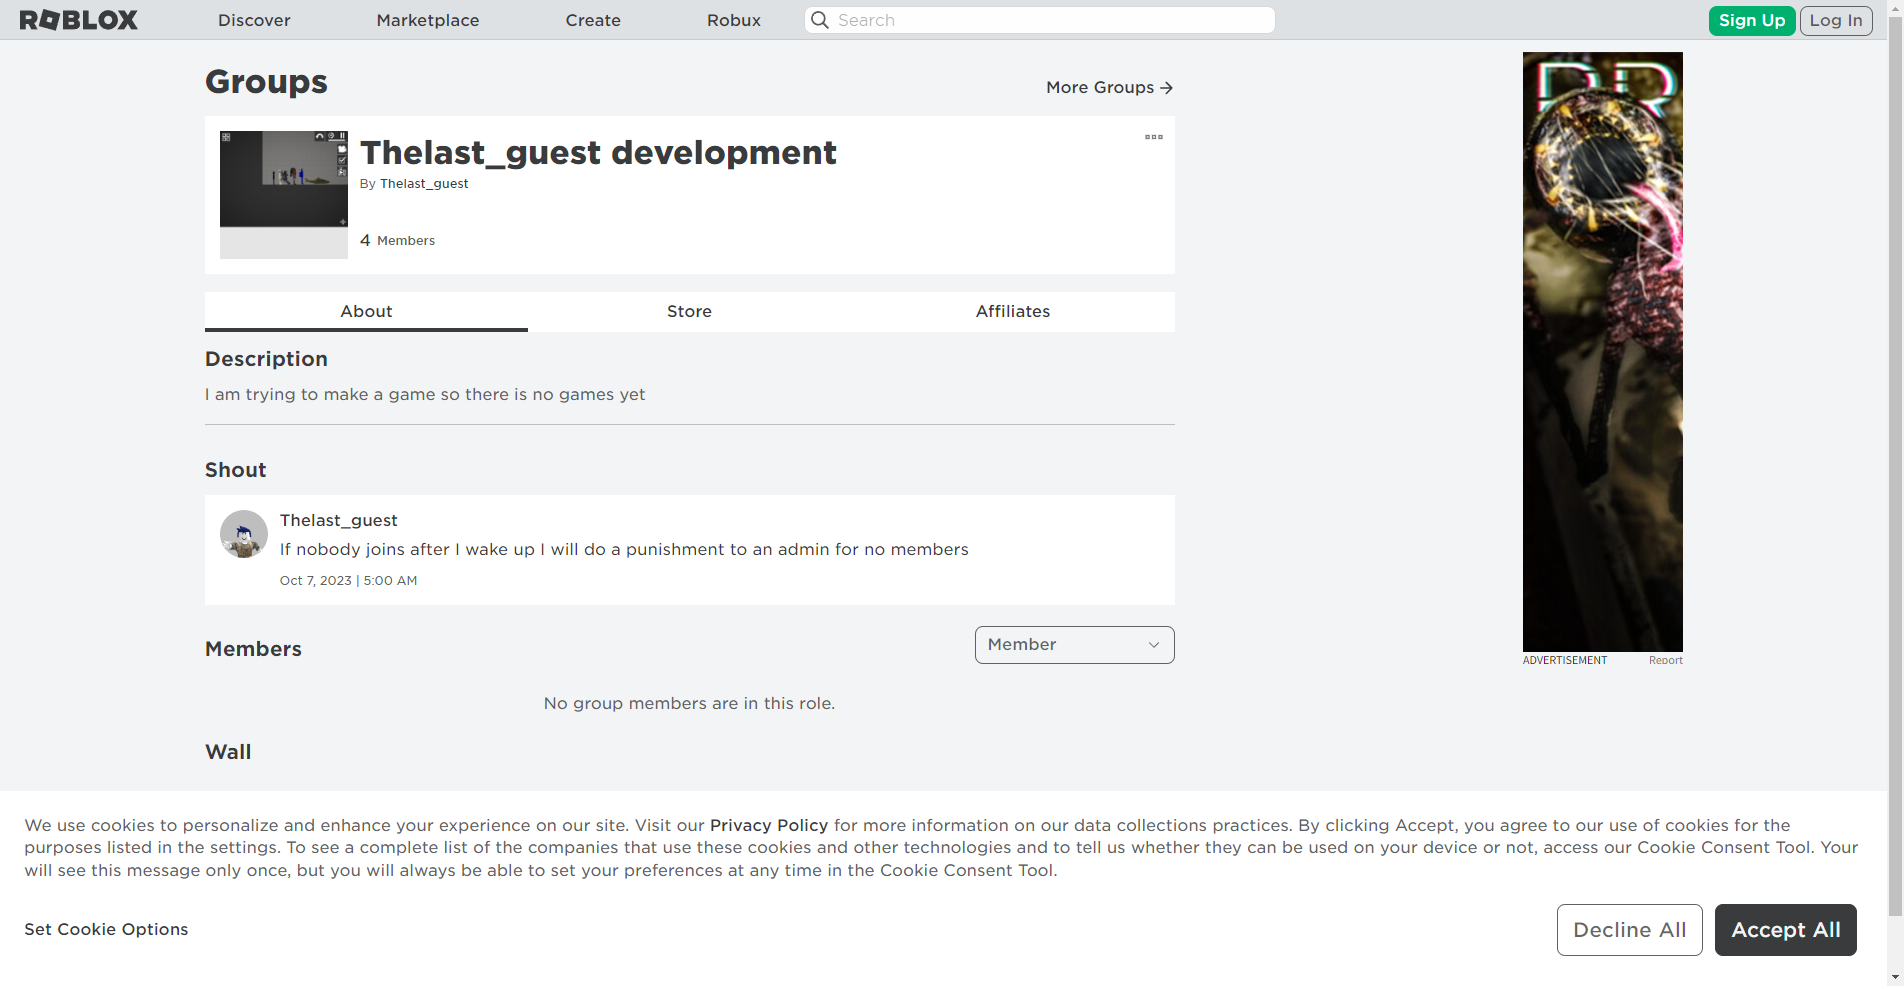 ROBLOX Discover Marketplace Create Robux Search Sign Up Log In
Groups
More Groups →
Thelast_guest development
By Thelast_guest
4 Members
About Store Affiliates
Description
I am trying to make a game so there is no games yet
Shout
Thelast_guest
If nobody joins after I wake up I will do a punishment to an admin for no members
Oct 7, 2023 | 5:00 AM
Members
Member
No group members are in this role.
Wall
ADVERTISEMENT Report
We use cookies to personalize and enhance your experience on our site. Visit our Privacy Policy for more information on our data collections practices. By clicking Accept, you agree to our use of cookies for the
purposes listed in the settings. To see a complete list of the companies that use these cookies and other technologies and to tell us whether they can be used on your device or not, access our Cookie Consent Tool. Your
will see this message only once, but you will always be able to set your preferences at any time in the Cookie Consent Tool.
Set Cookie Options
Decline All
Accept All